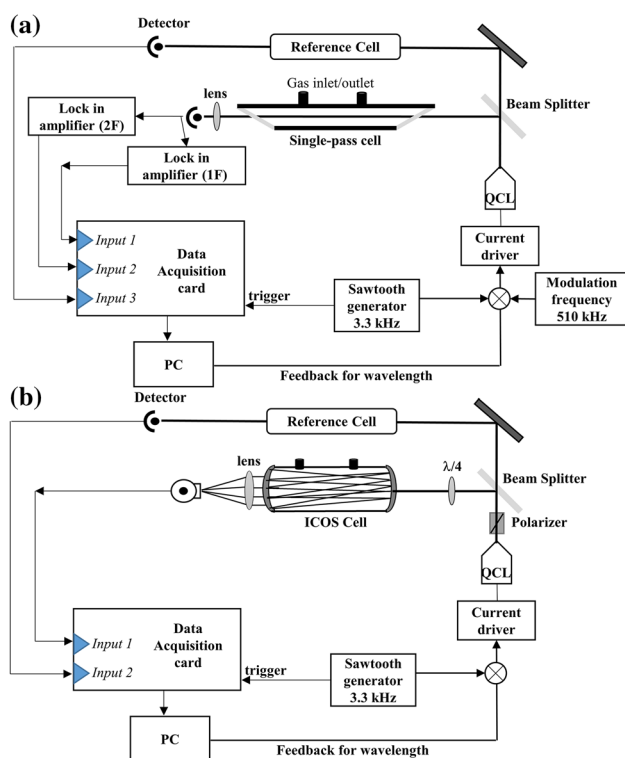 (a)
Detector
Reference Cell
Gas inlet/outlet
lens
Beam Splitter
Lock in
amplifier (2F)
Single-pass cell
Lock in
amplifier (1F)
QCL
Input 1
Data
Acquisition
card
Input 2
Input 3
Current
driver
trigger
Sawtooth
generator
3.3 kHz
Modulation
frequency
510 kHz
PC
Feedback for wavelength
(b)
Detector
Reference Cell
lens
λ/4
Beam Splitter
ICOS Cell
Polarizer
QCL
Input 1
Data
Acquisition
card
Input 2
Current
driver
trigger
Sawtooth
generator
3.3 kHz
PC
Feedback for wavelength